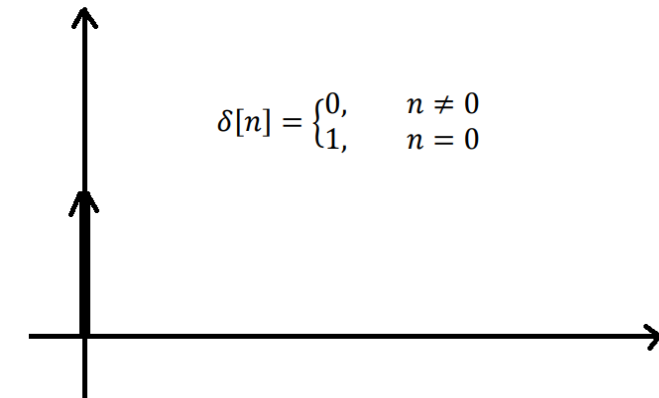 δ[n] = {0, n ≠ 0
1, n = 0